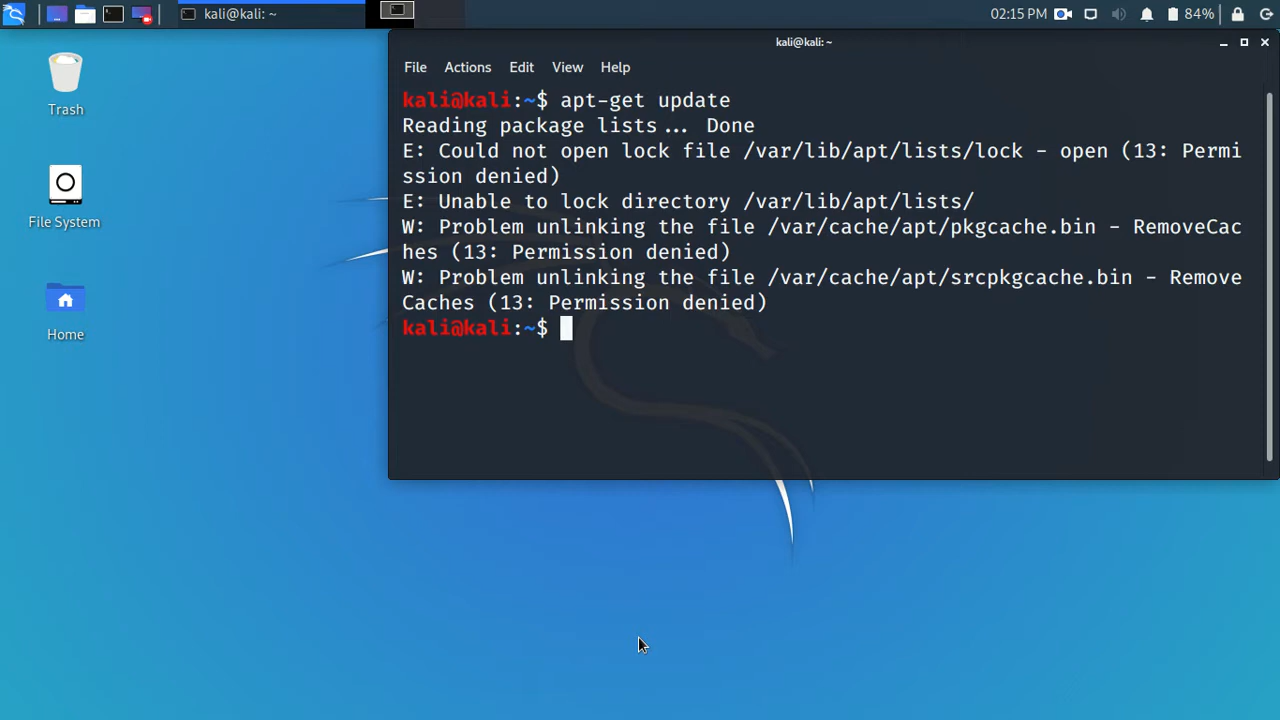 kali@kali: ~
02:15 PM
84%
kali@kali: ~
File Actions Edit View Help
kali@kali:~$ apt-get update
Reading package lists... Done
E: Could not open lock file /var/lib/apt/lists/lock - open (13: Permi
ssion denied)
E: Unable to lock directory /var/lib/apt/lists/
W: Problem unlinking the file /var/cache/apt/pkgcache.bin - RemoveCac
hes (13: Permission denied)
W: Problem unlinking the file /var/cache/apt/srcpkgcache.bin - Remove
Caches (13: Permission denied)
kali@kali:~$
Trash
File System
Home